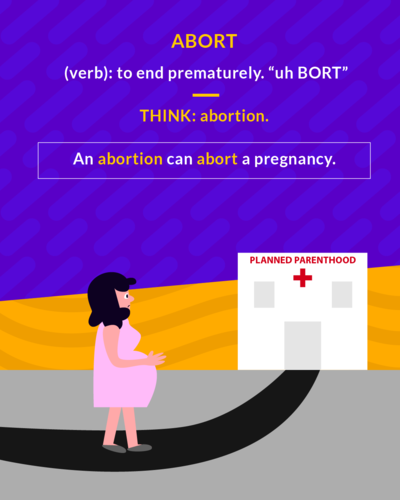 ABORT
(verb): to end prematurely. “uh BORT”
THINK: abortion.
An abortion can abort a pregnancy.
PLANNED PARENTHOOD